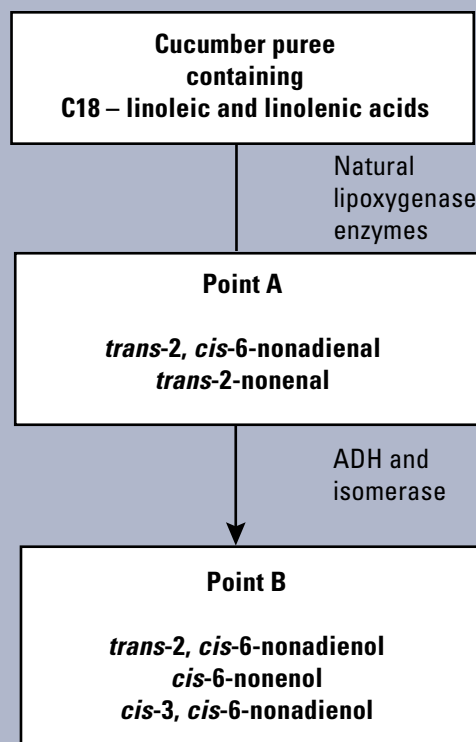 Cucumber puree
containing
C18 – linoleic and linolenic acids
Natural
lipoxygenase
enzymes
Point A
trans-2, cis-6-nonadienal
trans-2-nonenal
ADH and
isomerase
Point B
trans-2, cis-6-nonadienol
cis-6-nonenol
cis-3, cis-6-nonadienol